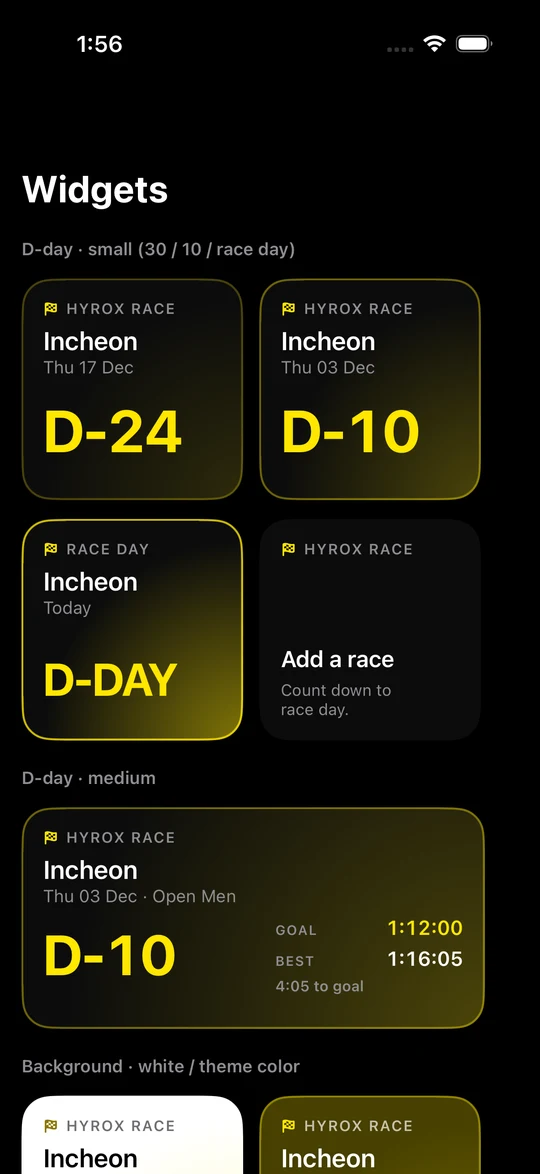 1:56
Widgets
D-day · small (30 / 10 / race day)
HYROX RACE
Incheon
Thu 17 Dec
D-24
HYROX RACE
Incheon
Thu 03 Dec
D-10
RACE DAY
Incheon
Today
D-DAY
HYROX RACE
Add a race
Count down to
race day.
D-day · medium
HYROX RACE
Incheon
Thu 03 Dec · Open Men
D-10
GOAL 1:12:00
BEST 1:16:05
4:05 to goal
Background · white / theme color
HYROX RACE
Incheon
HYROX RACE
Incheon